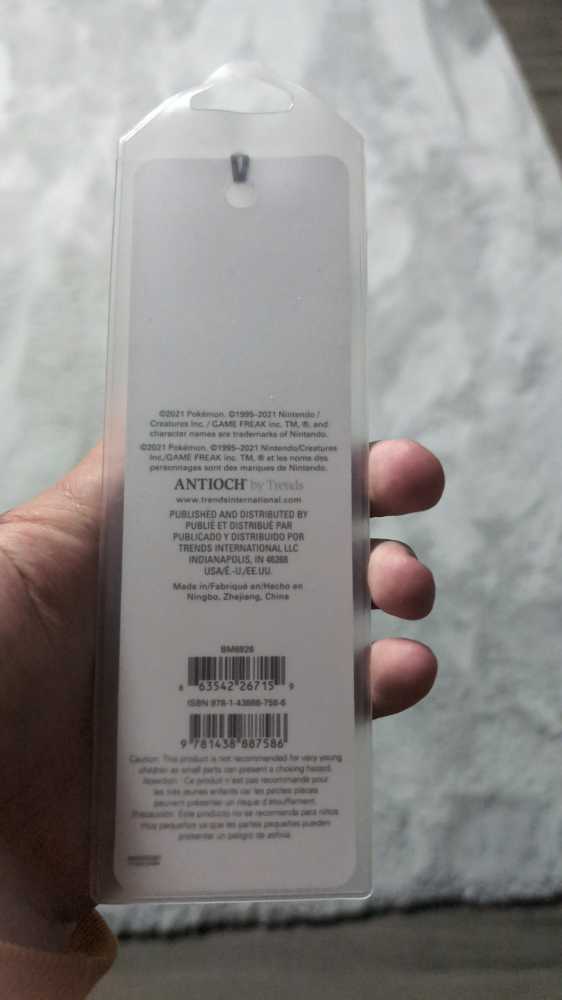 ©2021 Pokémon. ©1995-2021 Nintendo /
Creatures Inc. / GAME FREAK inc. TM, ®, and
character names are trademarks of Nintendo.
©2021 Pokémon. ©1995-2021 Nintendo/Creatures
Inc./GAME FREAK inc. TM, ® et les noms des
personnages sont des marques de Nintendo.
ANTIOCH by Trends
www.trendsinternational.com
PUBLISHED AND DISTRIBUTED BY
PUBLIÉ ET DISTRIBUÉ PAR
PUBLICADO Y DISTRIBUIDO POR
TRENDS INTERNATIONAL LLC
INDIANAPOLIS, IN 46268
USA/É.-U./EE.UU.
Made in/Fabriqué en/Hecho en
Ningbo, Zhejiang, China
BM6926
63542 26715 9
ISBN 978-1-43888-758-6
9 781438 887586
Caution: This product is not recommended for very young
children as small parts can present a choking hazard.
Attention : Ce produit n'est pas recommandé pour
les très jeunes enfants car les petites pièces
peuvent présenter un risque d'étouffement.
Precaución: Este producto no se recomienda para niños
muy pequeños ya que las partes pequeñas pueden
presentar un peligro de asfixia.